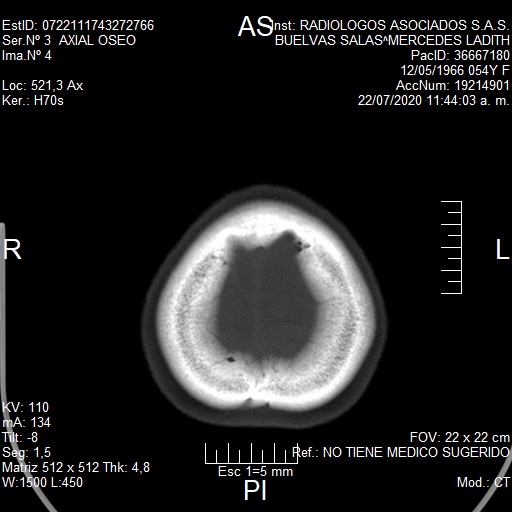 EstID: 0722111743272766
Ser.Nº 3 AXIAL OSEO
Ima.Nº 4
Loc: 521,3 Ax
Ker.: H70s
AS
Inst: RADIOLOGOS ASOCIADOS S.A.S.
BUELVAS SALAS^MERCEDES LADITH
PacID: 36667180
12/05/1966 054Y F
AccNum: 19214901
22/07/2020 11:44:03 a. m.
R
L
KV: 110
mA: 134
Tilt: -8
Seg: 1,5
Matriz 512 x 512 Thk: 4,8
W:1500 L:450
Esc 1=5 mm
PI
FOV: 22 x 22 cm
Ref.: NO TIENE MEDICO SUGERIDO
Mod.: CT